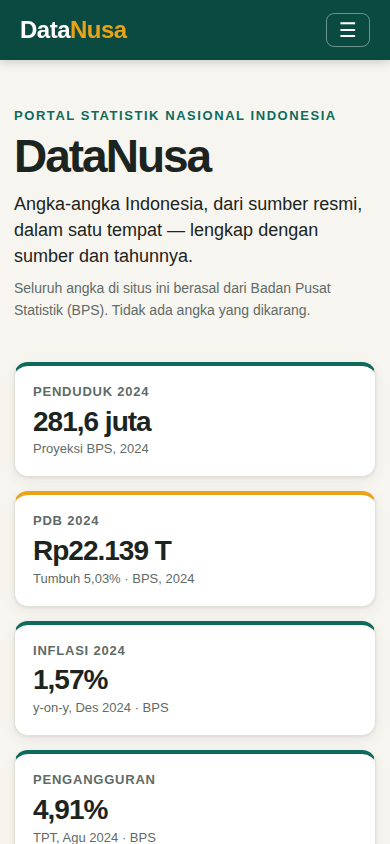 DataNusa
☰
PORTAL STATISTIK NASIONAL INDONESIA
DataNusa
Angka-angka Indonesia, dari sumber resmi,
dalam satu tempat — lengkap dengan
sumber dan tahunnya.
Seluruh angka di situs ini berasal dari Badan Pusat
Statistik (BPS). Tidak ada angka yang dikarang.
PENDUDUK 2024
281,6 juta
Proyeksi BPS, 2024
PDB 2024
Rp22.139 T
Tumbuh 5,03% · BPS, 2024
INFLASI 2024
1,57%
y-on-y, Des 2024 · BPS
PENGANGGURAN
4,91%
TPT, Agu 2024 · BPS